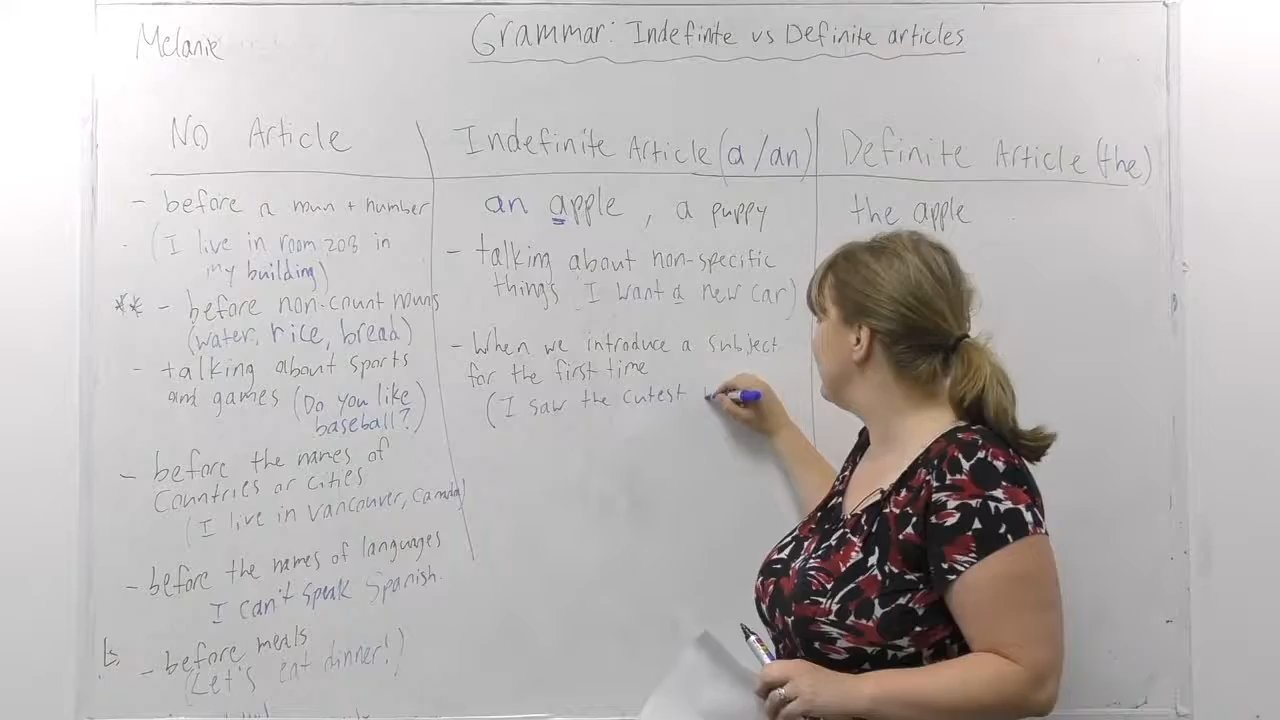 Melanie
Grammar: Indefinite vs Definite articles
No Article
- before a noun + number
(I live in room 203 in
my building)
** - before non-count nouns
(water, rice, bread)
- talking about sports
and games (Do you like
baseball?)
- before the names of
Countries or Cities
(I live in Vancouver, Canada)
- before the names of languages
I can't speak Spanish.
- before meals
(Let's eat dinner!)
Indefinite Article (a/an)
an apple, a puppy
- talking about non-specific
things (I want a new car)
- When we introduce a subject
for the first time
(I saw the cutest
Definite Article (the)
the apple